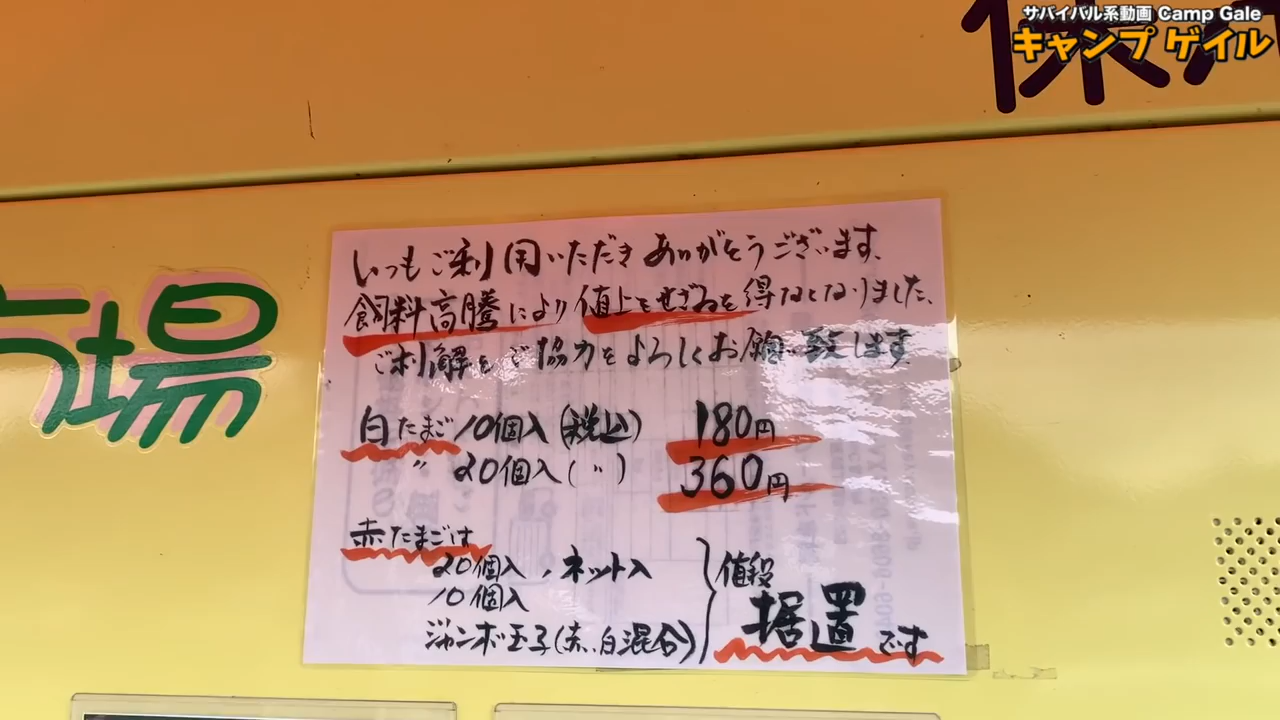 サバイバル系動画 Camp Gale
キャンプ ゲイル
場
いつもご利用いただきありがとうございます。
飼料高騰により値上をせざるを得なくなりました、
ご利解をご協力をよろしくお願い致します
白たまご10個入(税込) 180円
〃 20個入(〃) 360円
赤たまごは
20個入、ネット入
10個入
ジャンボ玉子(赤、白混合)
値段
据置です